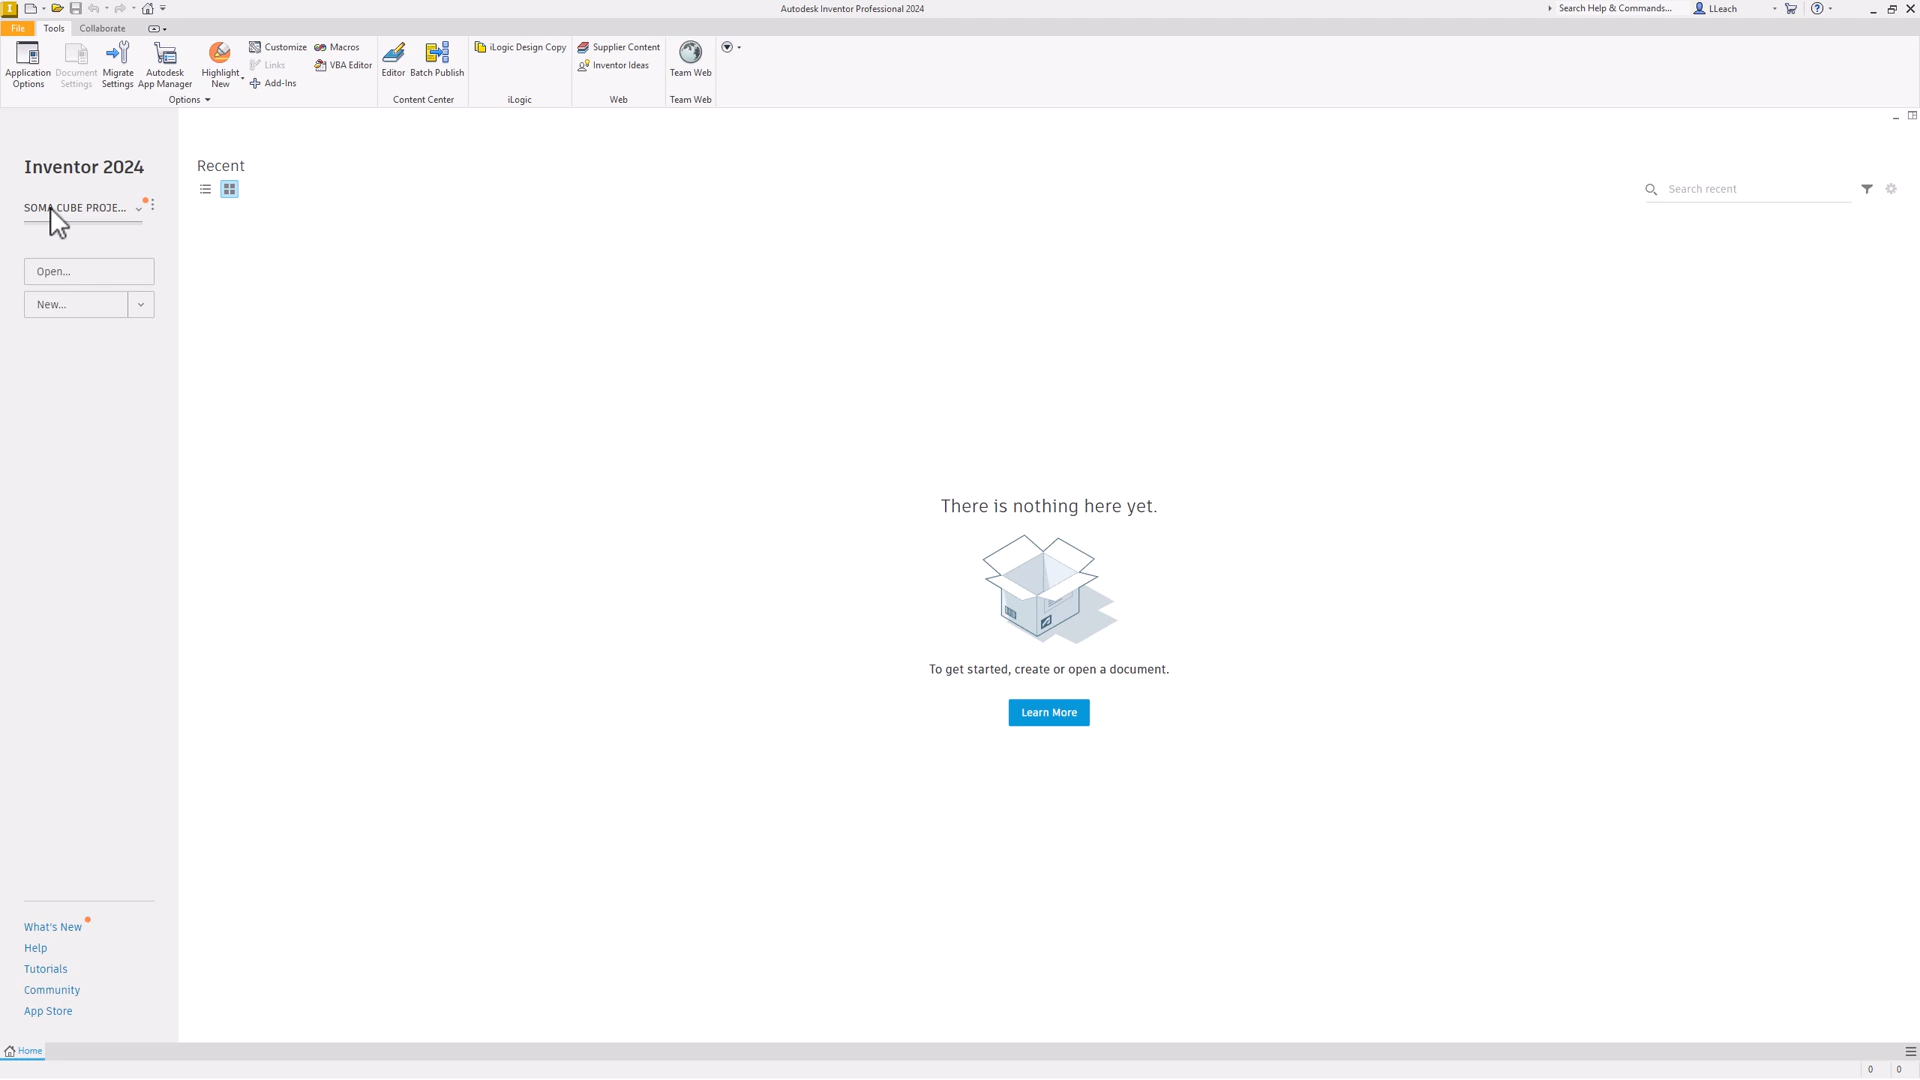 Autodesk Inventor Professional 2024
Search Help & Commands...
LLeach
File
Tools
Collaborate
Application Options
Document Settings
Migrate Settings
Autodesk App Manager
Highlight New
Customize
Links
Add-Ins
Macros
VBA Editor
Options
Editor
Batch Publish
Content Center
iLogic Design Copy
iLogic
Supplier Content
Inventor Ideas
Web
Team Web
Team Web
Inventor 2024
SOMA CUBE PROJE...
Open...
New...
Recent
Search recent
There is nothing here yet.
To get started, create or open a document.
Learn More
What's New
Help
Tutorials
Community
App Store
Home
0
0